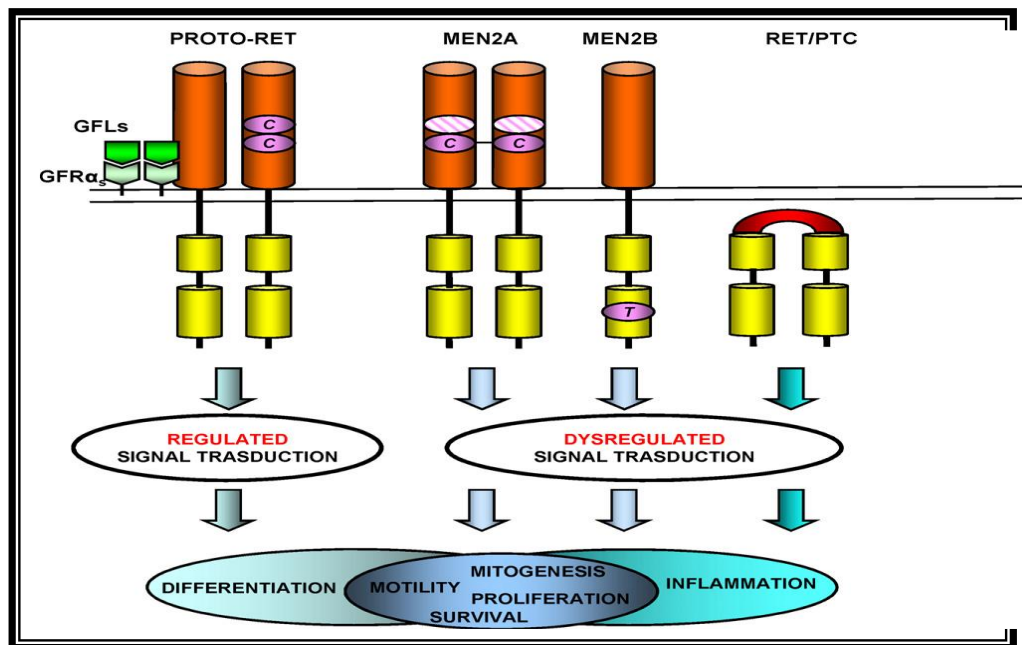 PROTO-RET MEN2A MEN2B RET/PTC
GFLs
GFRαs
C
C
C C
T
REGULATED
SIGNAL TRASDUCTION
DYSREGULATED
SIGNAL TRASDUCTION
DIFFERENTIATION
MOTILITY
MITOGENESIS
PROLIFERATION
SURVIVAL
INFLAMMATION